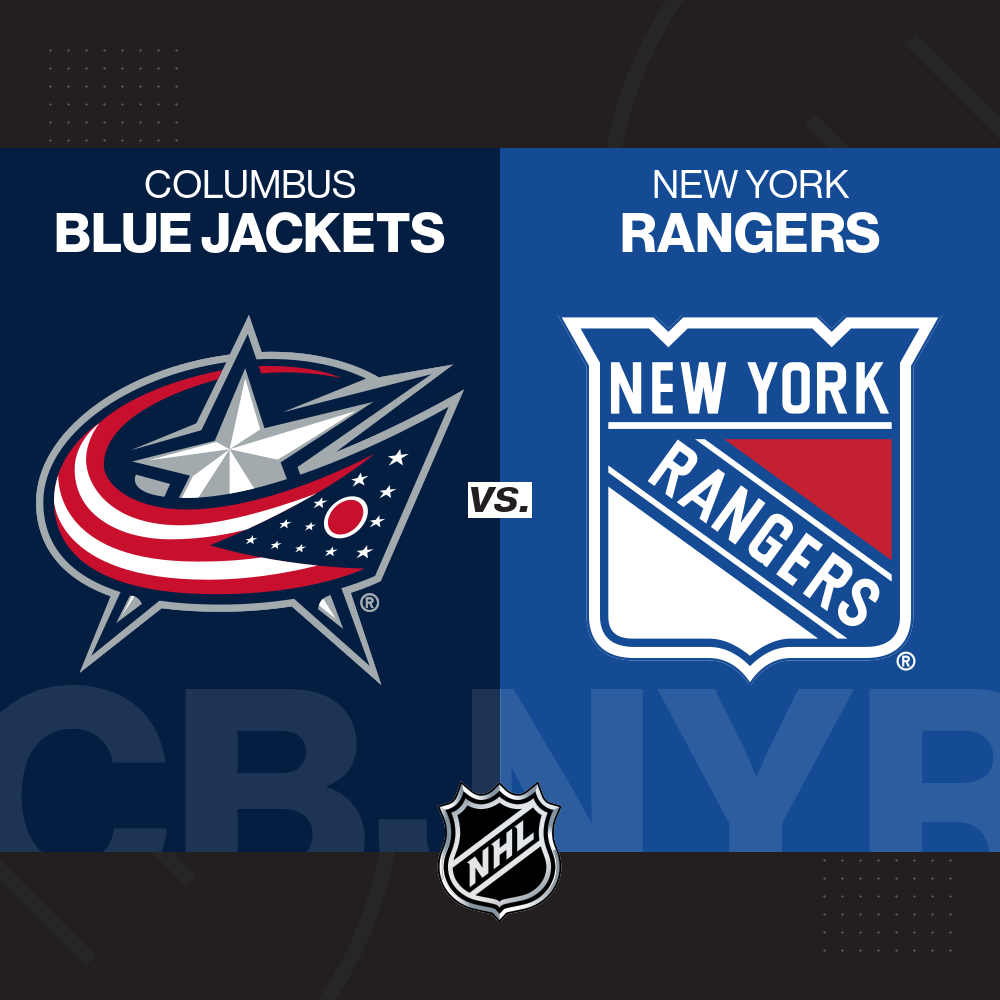 COLUMBUS
BLUE JACKETS
NEW YORK
RANGERS
NEW YORK
RANGERS
VS.
®
®
CBJ
NYR
NHL